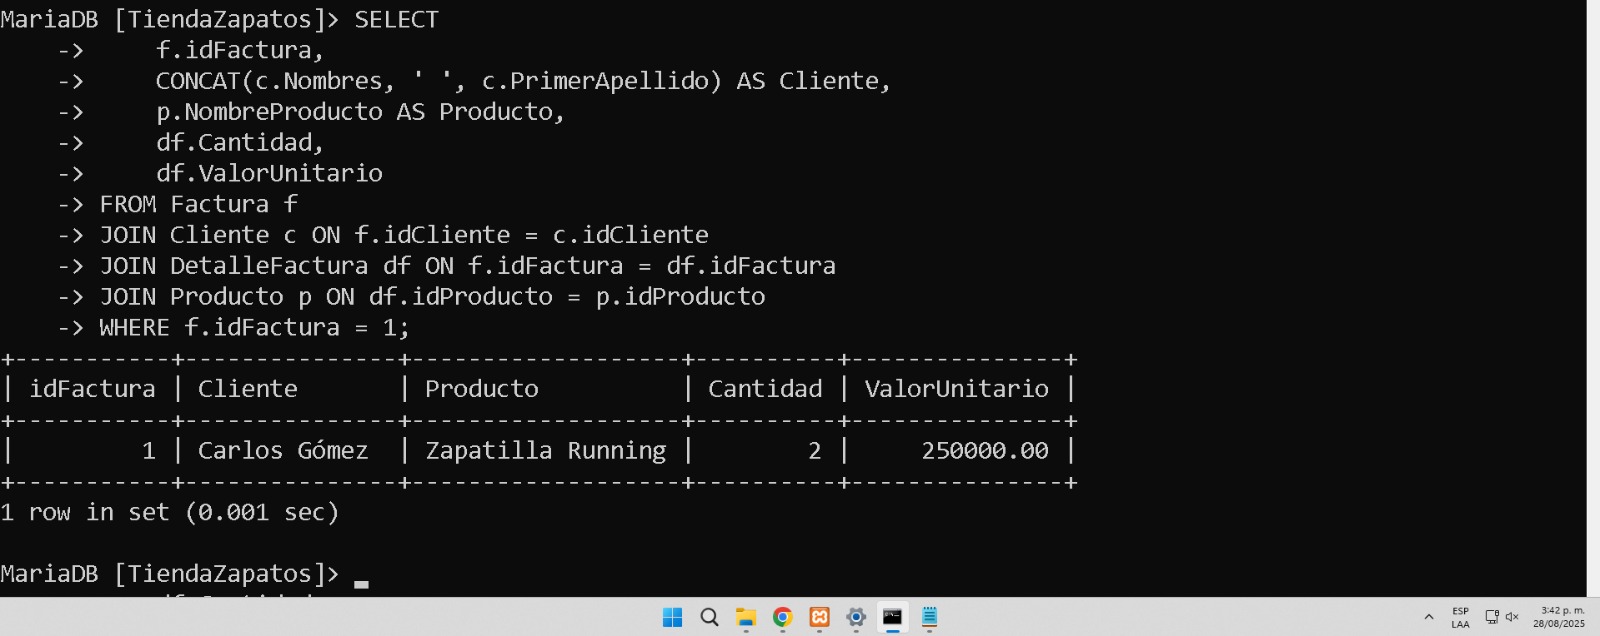 MariaDB [TiendaZapatos]> SELECT
    ->     f.idFactura,
    ->     CONCAT(c.Nombres, ' ', c.PrimerApellido) AS Cliente,
    ->     p.NombreProducto AS Producto,
    ->     df.Cantidad,
    ->     df.ValorUnitario
    -> FROM Factura f
    -> JOIN Cliente c ON f.idCliente = c.idCliente
    -> JOIN DetalleFactura df ON f.idFactura = df.idFactura
    -> JOIN Producto p ON df.idProducto = p.idProducto
    -> WHERE f.idFactura = 1;
+-----------+---------------+-------------------+----------+---------------+
| idFactura | Cliente       | Producto          | Cantidad | ValorUnitario |
+-----------+---------------+-------------------+----------+---------------+
|         1 | Carlos Gómez  | Zapatilla Running |        2 |     250000.00 |
+-----------+---------------+-------------------+----------+---------------+
1 row in set (0.001 sec)
MariaDB [TiendaZapatos]> _
ESP
LAA
3:42 p. m.
28/08/2025